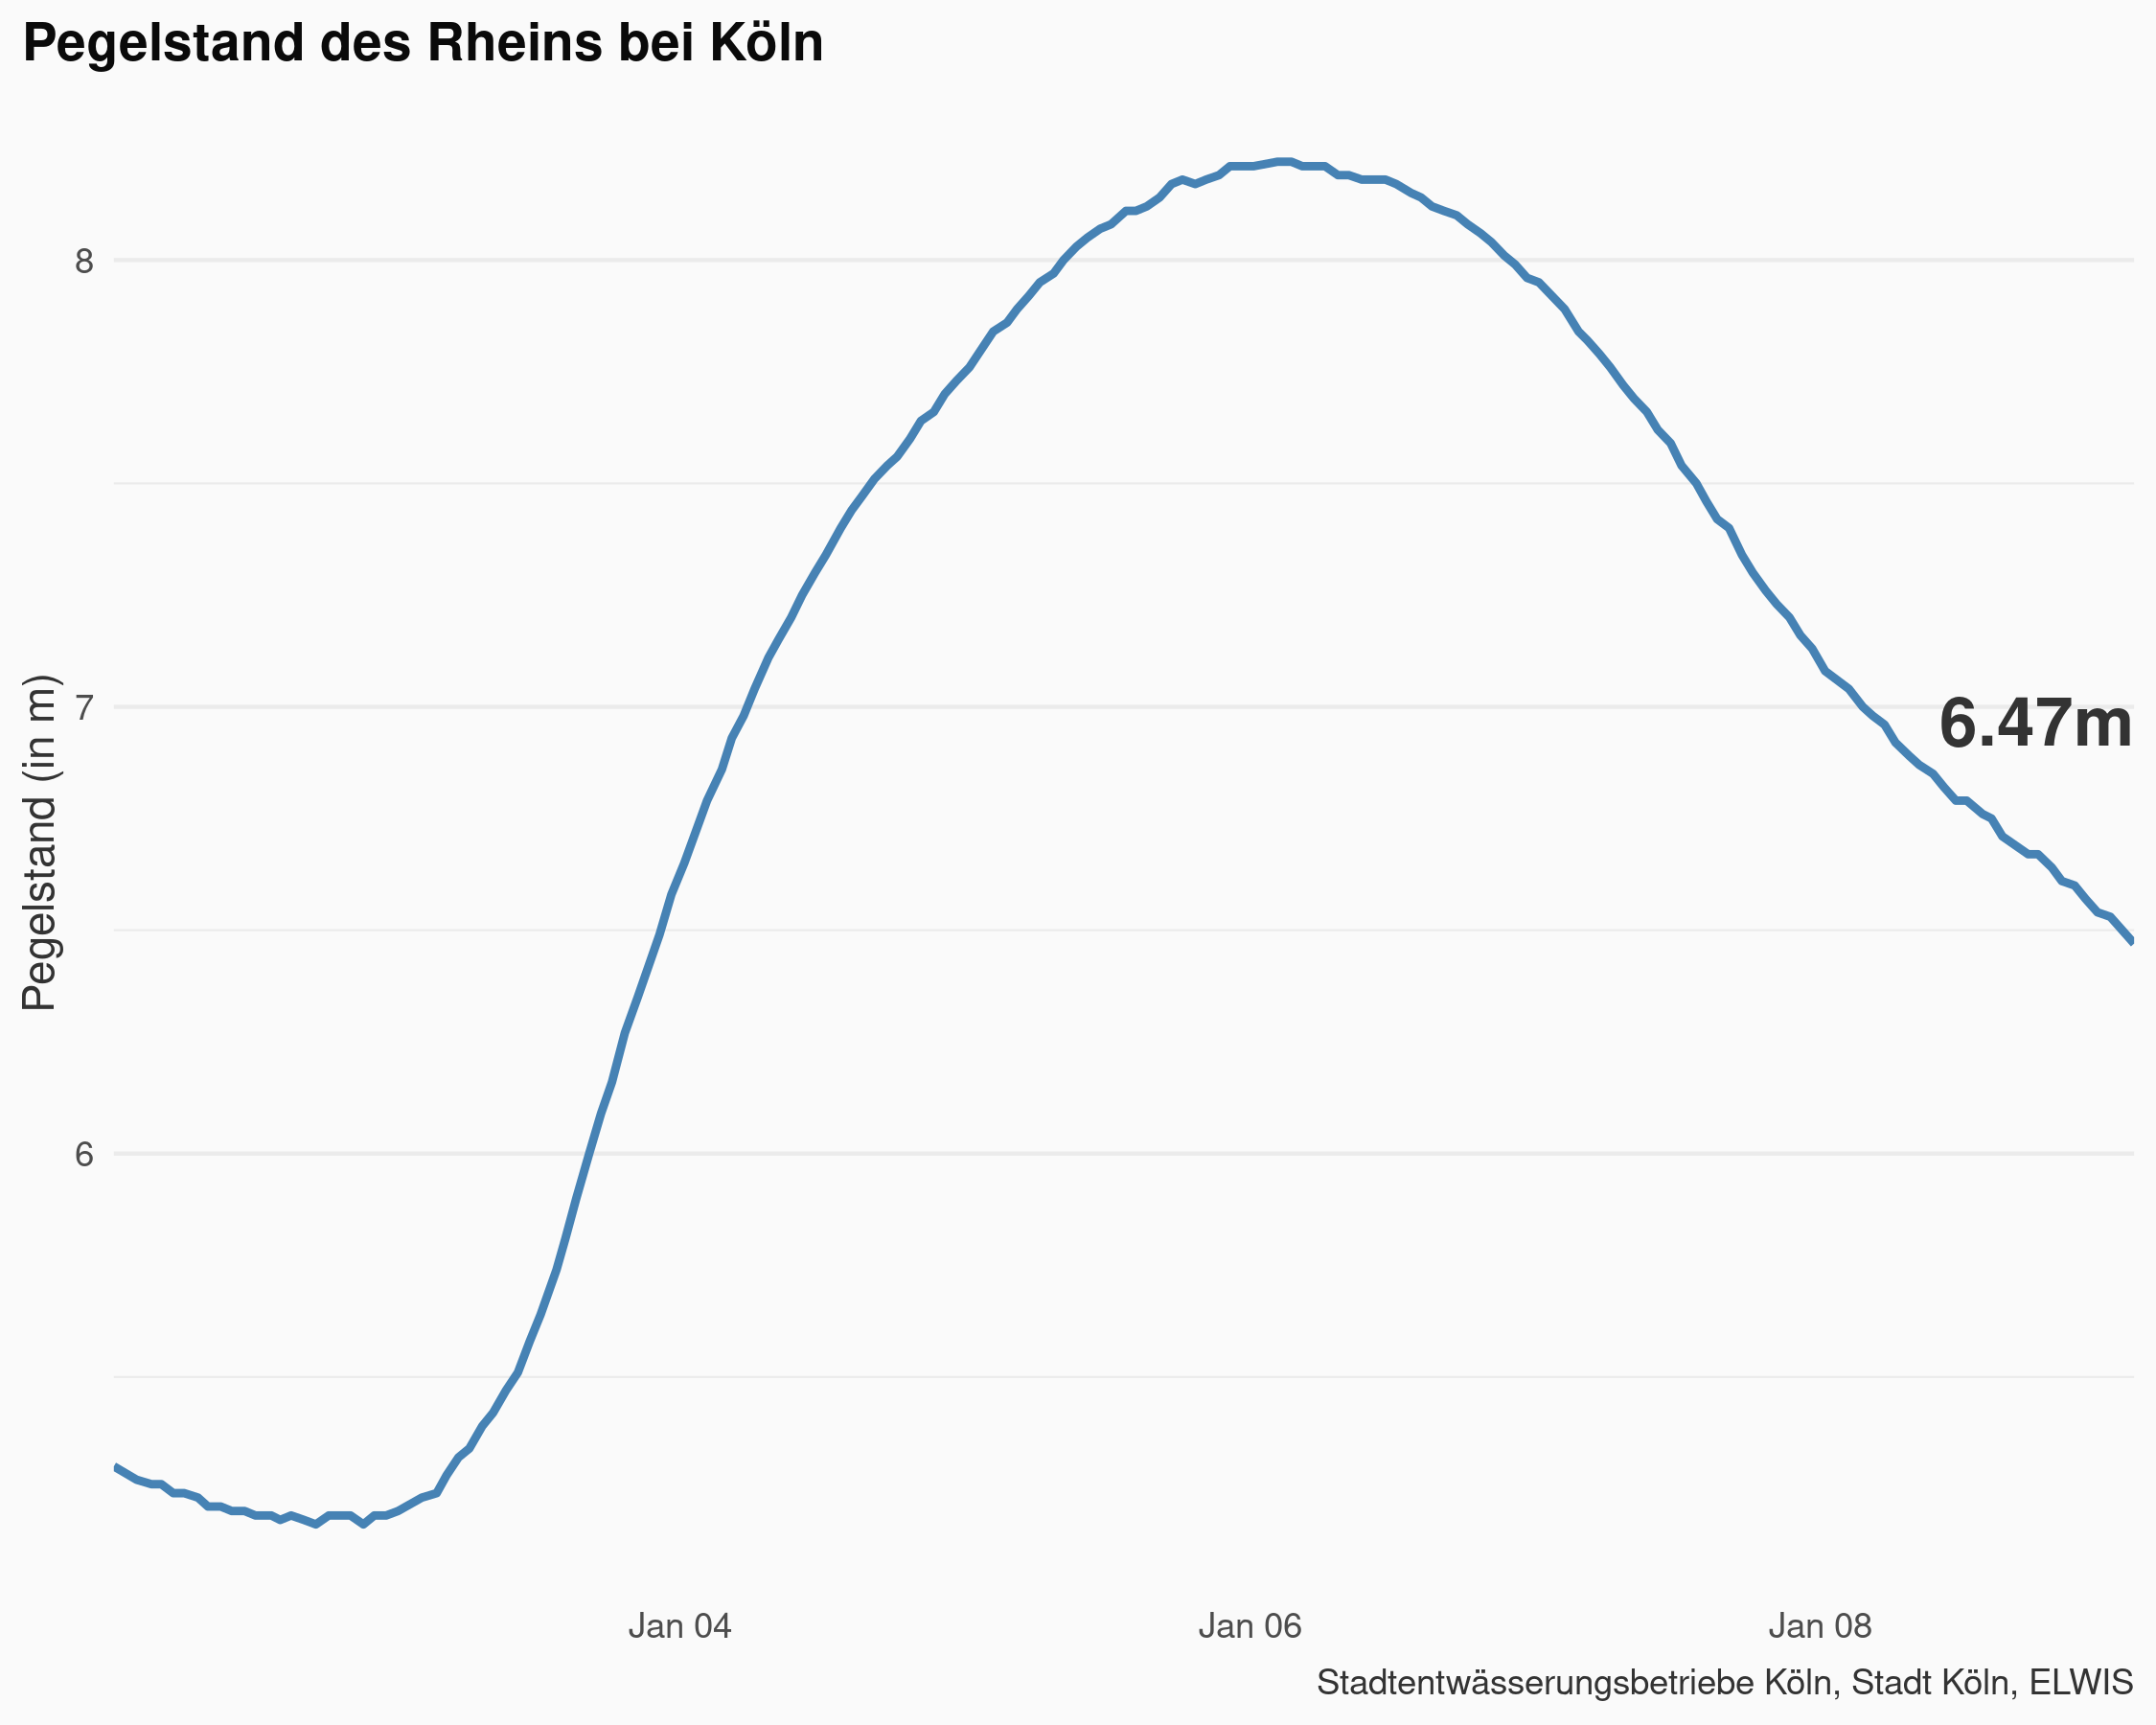 Pegelstand des Rheins bei Köln
Pegelstand (in m)
8
7
6
6.47m
Jan 04
Jan 06
Jan 08
Stadtentwässerungsbetriebe Köln, Stadt Köln, ELWIS